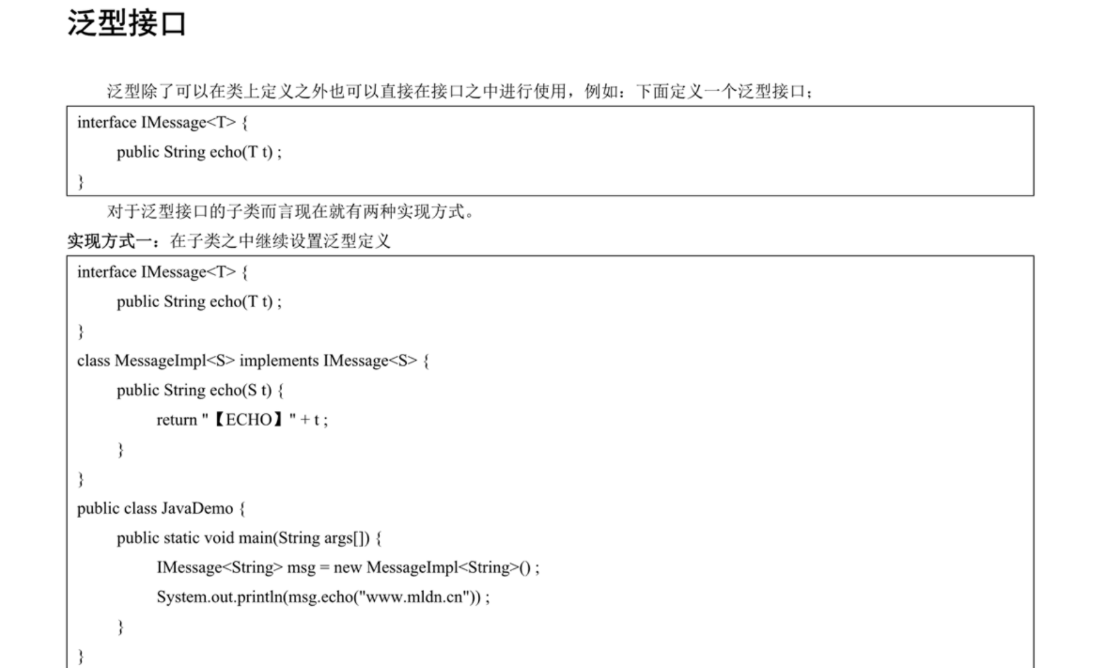 泛型接口
泛型除了可以在类上定义之外也可以直接在接口之中进行使用，例如：下面定义一个泛型接口；
interface IMessage<T> {
public String echo(T t) ;
}
对于泛型接口的子类而言现在就有两种实现方式。
实现方式一：在子类之中继续设置泛型定义
interface IMessage<T> {
public String echo(T t) ;
}
class MessageImpl<S> implements IMessage<S> {
public String echo(S t) {
return "【ECHO】" + t ;
}
}
public class JavaDemo {
public static void main(String args[]) {
IMessage<String> msg = new MessageImpl<String>() ;
System.out.println(msg.echo("www.mldn.cn")) ;
}
}